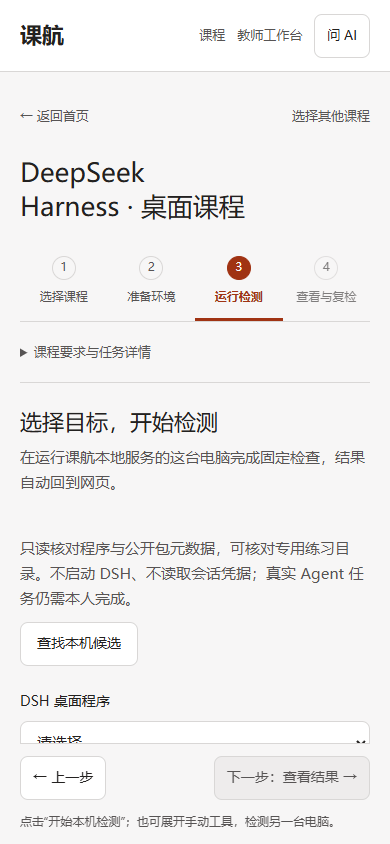 课航
课程 教师工作台 问 AI
← 返回首页 选择其他课程
DeepSeek
Harness · 桌面课程
1 2 3 4
选择课程 准备环境 运行检测 查看与复检
▶ 课程要求与任务详情
选择目标，开始检测
在运行课航本地服务的这台电脑完成固定检查，结果
自动回到网页。
只读核对程序与公开包元数据，可核对专用练习目
录。不启动 DSH、不读取会话凭据；真实 Agent 任
务仍需本人完成。
查找本机候选
DSH 桌面程序
请选择
← 上一步 下一步：查看结果 →
点击“开始本机检测”；也可展开手动工具，检测另一台电脑。